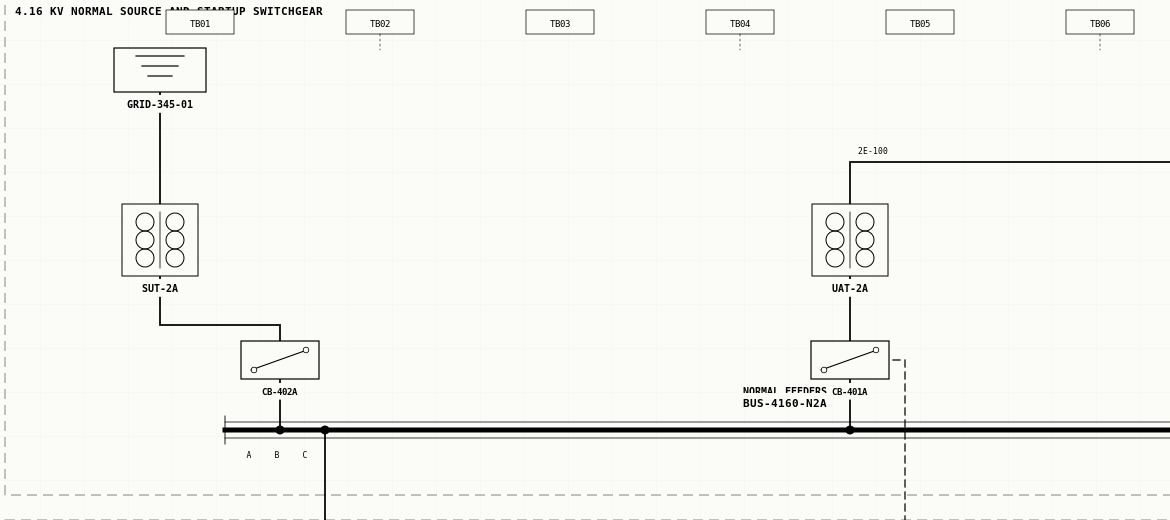 4.16 KV NORMAL SOURCE AND STARTUP SWITCHGEAR
TB01
TB02
TB03
TB04
TB05
TB06
GRID-345-01
2E-100
SUT-2A
UAT-2A
CB-402A
NORMAL FEEDERS
CB-401A
BUS-4160-N2A
A B C